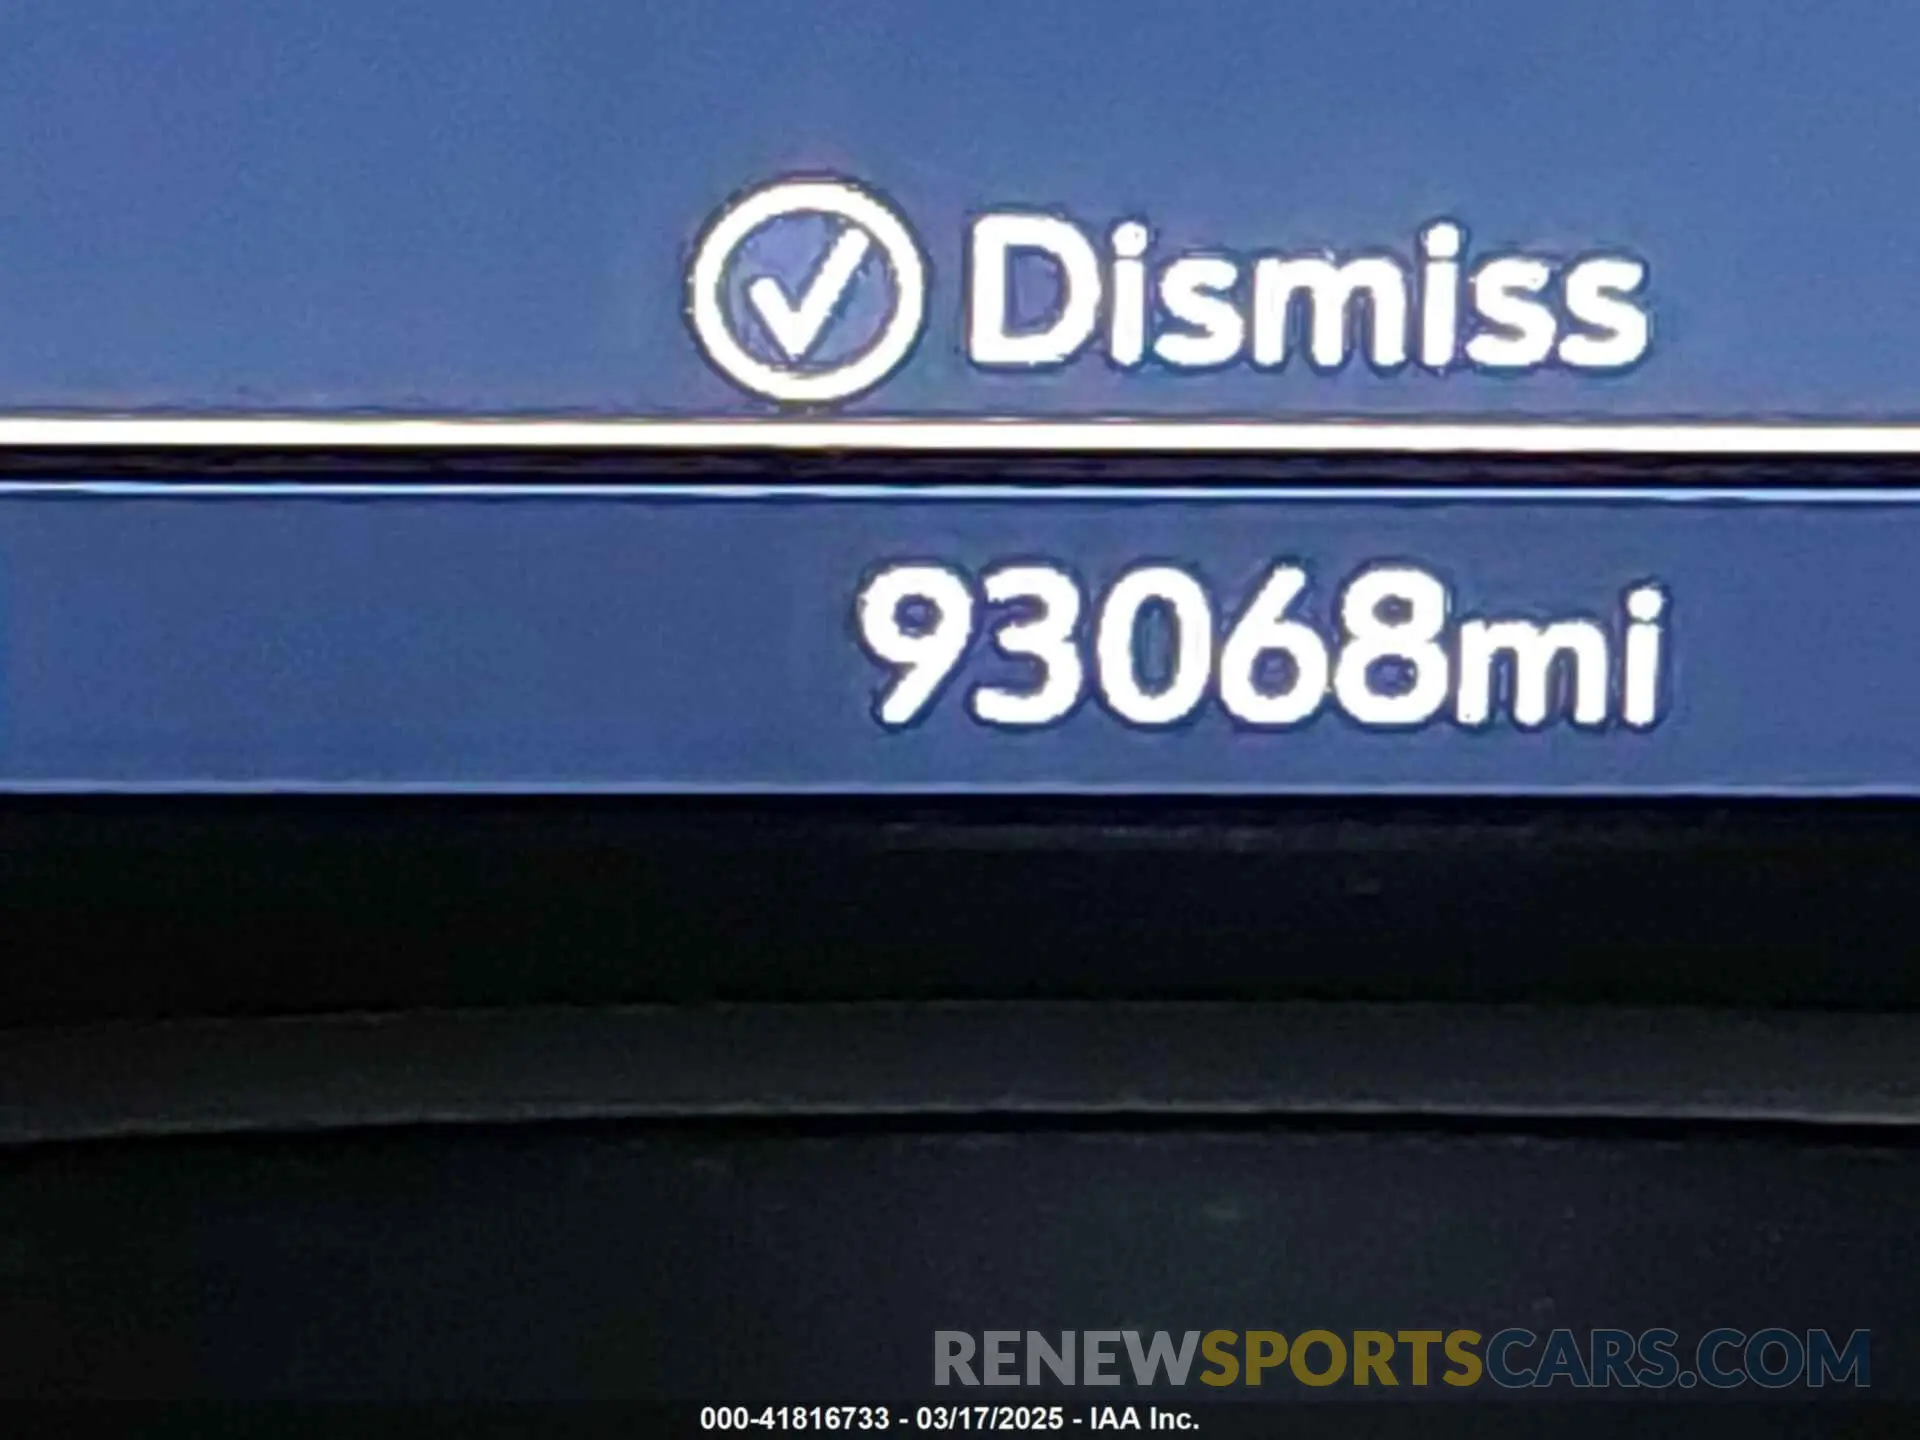 Dismiss
93068mi
RENEWSPORTSCARS.COM
000-41816733 - 03/17/2025 - IAA Inc.